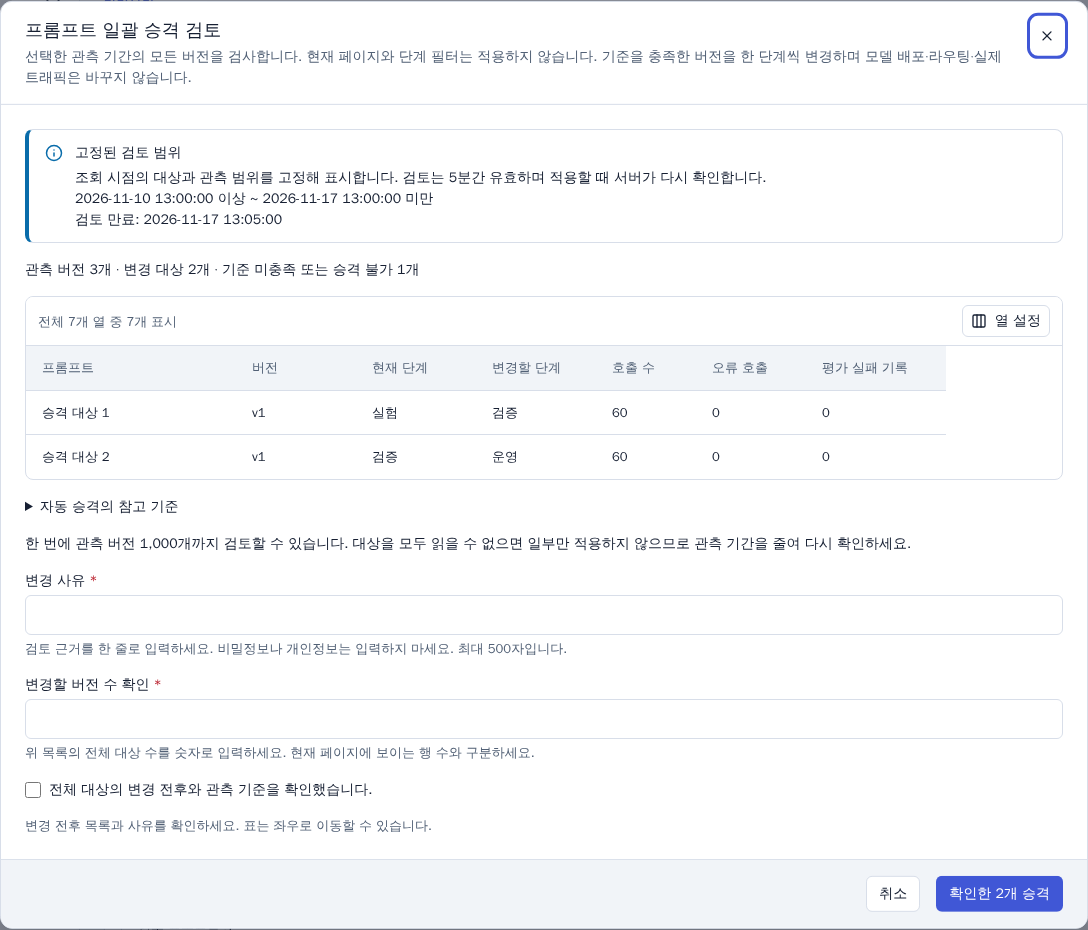 프롬프트 일괄 승격 검토
선택한 관측 기간의 모든 버전을 검사합니다. 현재 페이지와 단계 필터는 적용하지 않습니다. 기준을 충족한 버전을 한 단계씩 변경하며 모델 배포·라우팅·실제
트래픽은 바꾸지 않습니다.
고정된 검토 범위
조회 시점의 대상과 관측 범위를 고정해 표시합니다. 검토는 5분간 유효하며 적용할 때 서버가 다시 확인합니다.
2026-11-10 13:00:00 이상 ~ 2026-11-17 13:00:00 미만
검토 만료: 2026-11-17 13:05:00
관측 버전 3개 · 변경 대상 2개 · 기준 미충족 또는 승격 불가 1개
전체 7개 열 중 7개 표시
열 설정
프롬프트 버전 현재 단계 변경할 단계 호출 수 오류 호출 평가 실패 기록
승격 대상 1 v1 실험 검증 60 0 0
승격 대상 2 v1 검증 운영 60 0 0
자동 승격의 참고 기준
한 번에 관측 버전 1,000개까지 검토할 수 있습니다. 대상을 모두 읽을 수 없으면 일부만 적용하지 않으므로 관측 기간을 줄여 다시 확인하세요.
변경 사유 *
검토 근거를 한 줄로 입력하세요. 비밀정보나 개인정보는 입력하지 마세요. 최대 500자입니다.
변경할 버전 수 확인 *
위 목록의 전체 대상 수를 숫자로 입력하세요. 현재 페이지에 보이는 행 수와 구분하세요.
전체 대상의 변경 전후와 관측 기준을 확인했습니다.
변경 전후 목록과 사유를 확인하세요. 표는 좌우로 이동할 수 있습니다.
취소
확인한 2개 승격